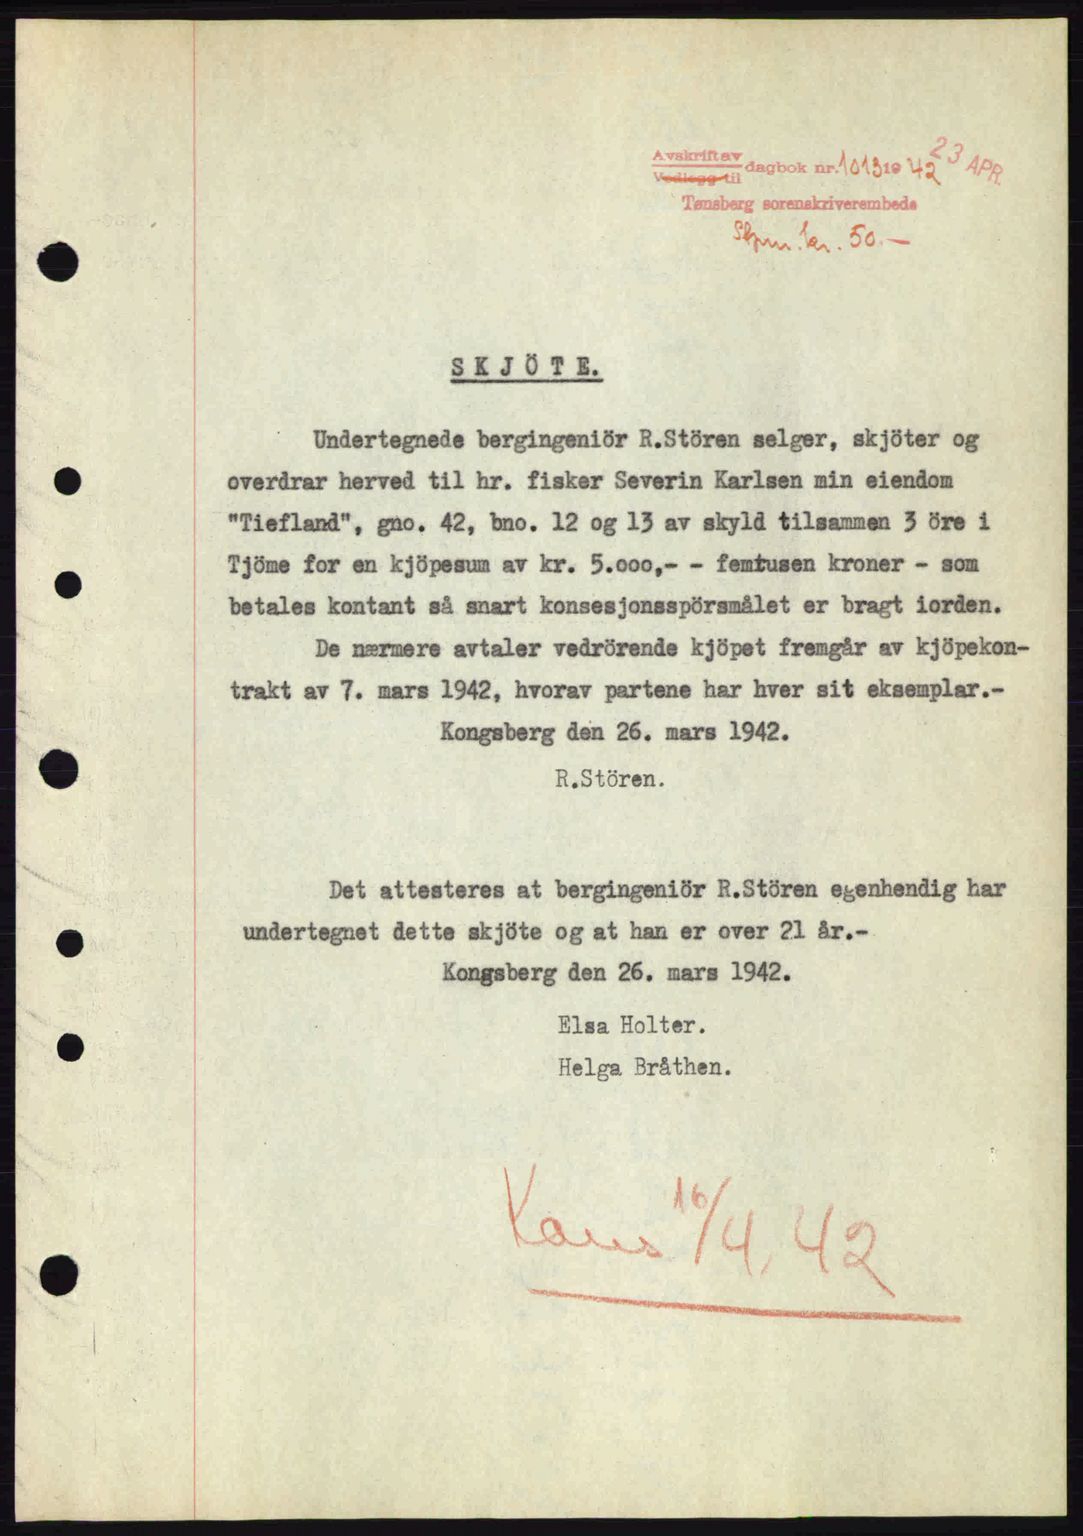 Avskrift av
Vedlegg til dagbok nr. 1013 1942 23 APR.
Tønsberg sorenskriverembede
Stpm. kr. 50.—
SKJÖTE.
Undertegnede bergingeniör R.Stören selger, skjöter og
overdrar herved til hr. fisker Severin Karlsen min eiendom
"Tiefland", gno. 42, bno. 12 og 13 av skyld tilsammen 3 öre i
Tjöme for en kjöpesum av kr. 5.000,- - femtusen kroner - som
betales kontant så snart konsesjonsspörsmålet er bragt iorden.
De nærmere avtaler vedrörende kjöpet fremgår av kjöpekon-
trakt av 7. mars 1942, hvorav partene har hver sit eksemplar.-
Kongsberg den 26. mars 1942.
R.Stören.
Det attesteres at bergingeniör R.Stören egenhendig har
undertegnet dette skjöte og at han er over 21 år.-
Kongsberg den 26. mars 1942.
Elsa Holter.
Helga Bråthen.
Kons 16/4.42